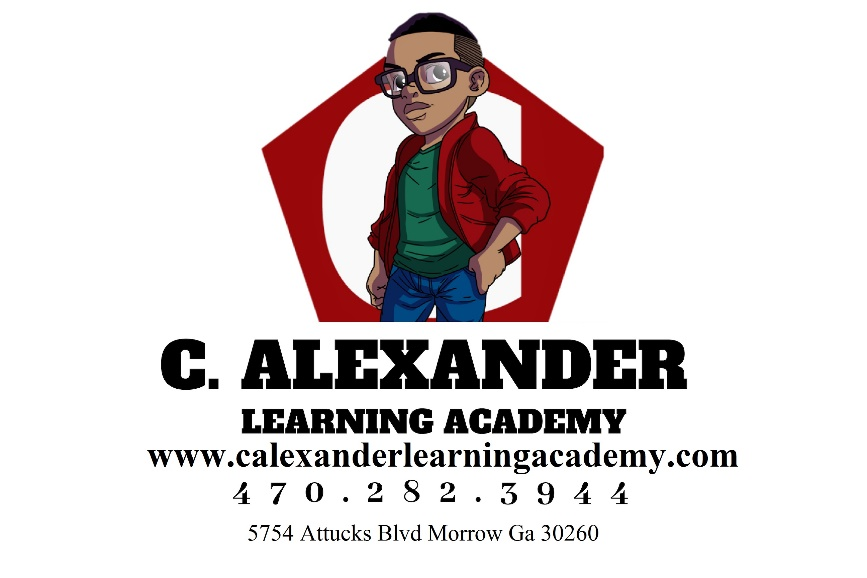 C. ALEXANDER
LEARNING ACADEMY
www.calexanderlearningacademy.com
470.282.3944
5754 Attucks Blvd Morrow Ga 30260